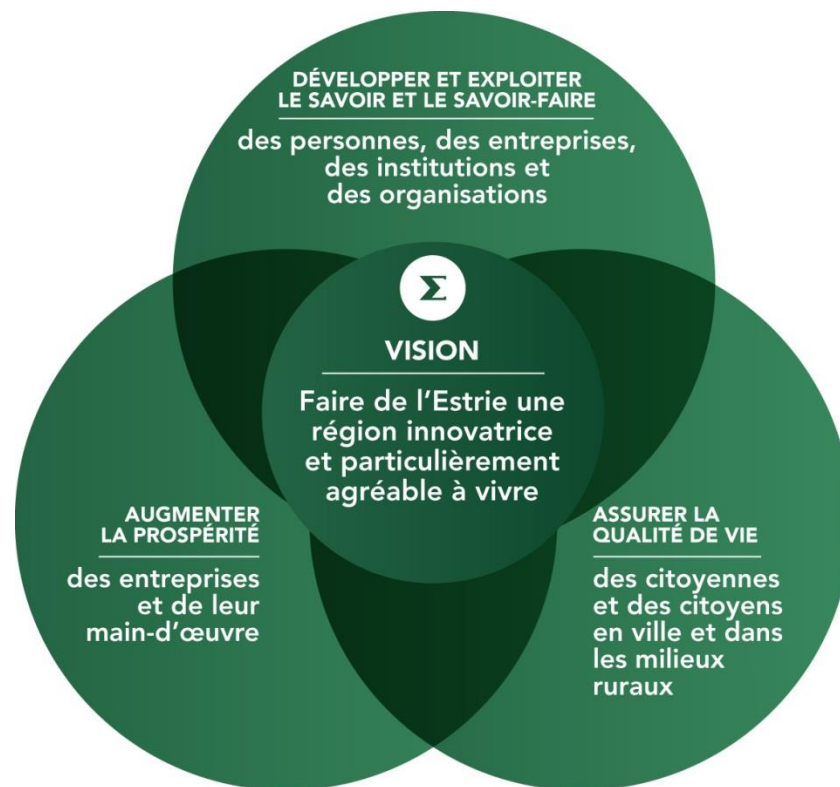 DÉVELOPPER ET EXPLOITER
LE SAVOIR ET LE SAVOIR-FAIRE
des personnes, des entreprises,
des institutions et
des organisations
Σ
VISION
Faire de l'Estrie une
région innovatrice
et particulièrement
agréable à vivre
AUGMENTER
LA PROSPÉRITÉ
des entreprises
et de leur
main-d'œuvre
ASSURER LA
QUALITÉ DE VIE
des citoyennes
et des citoyens
en ville et dans
les milieux
ruraux